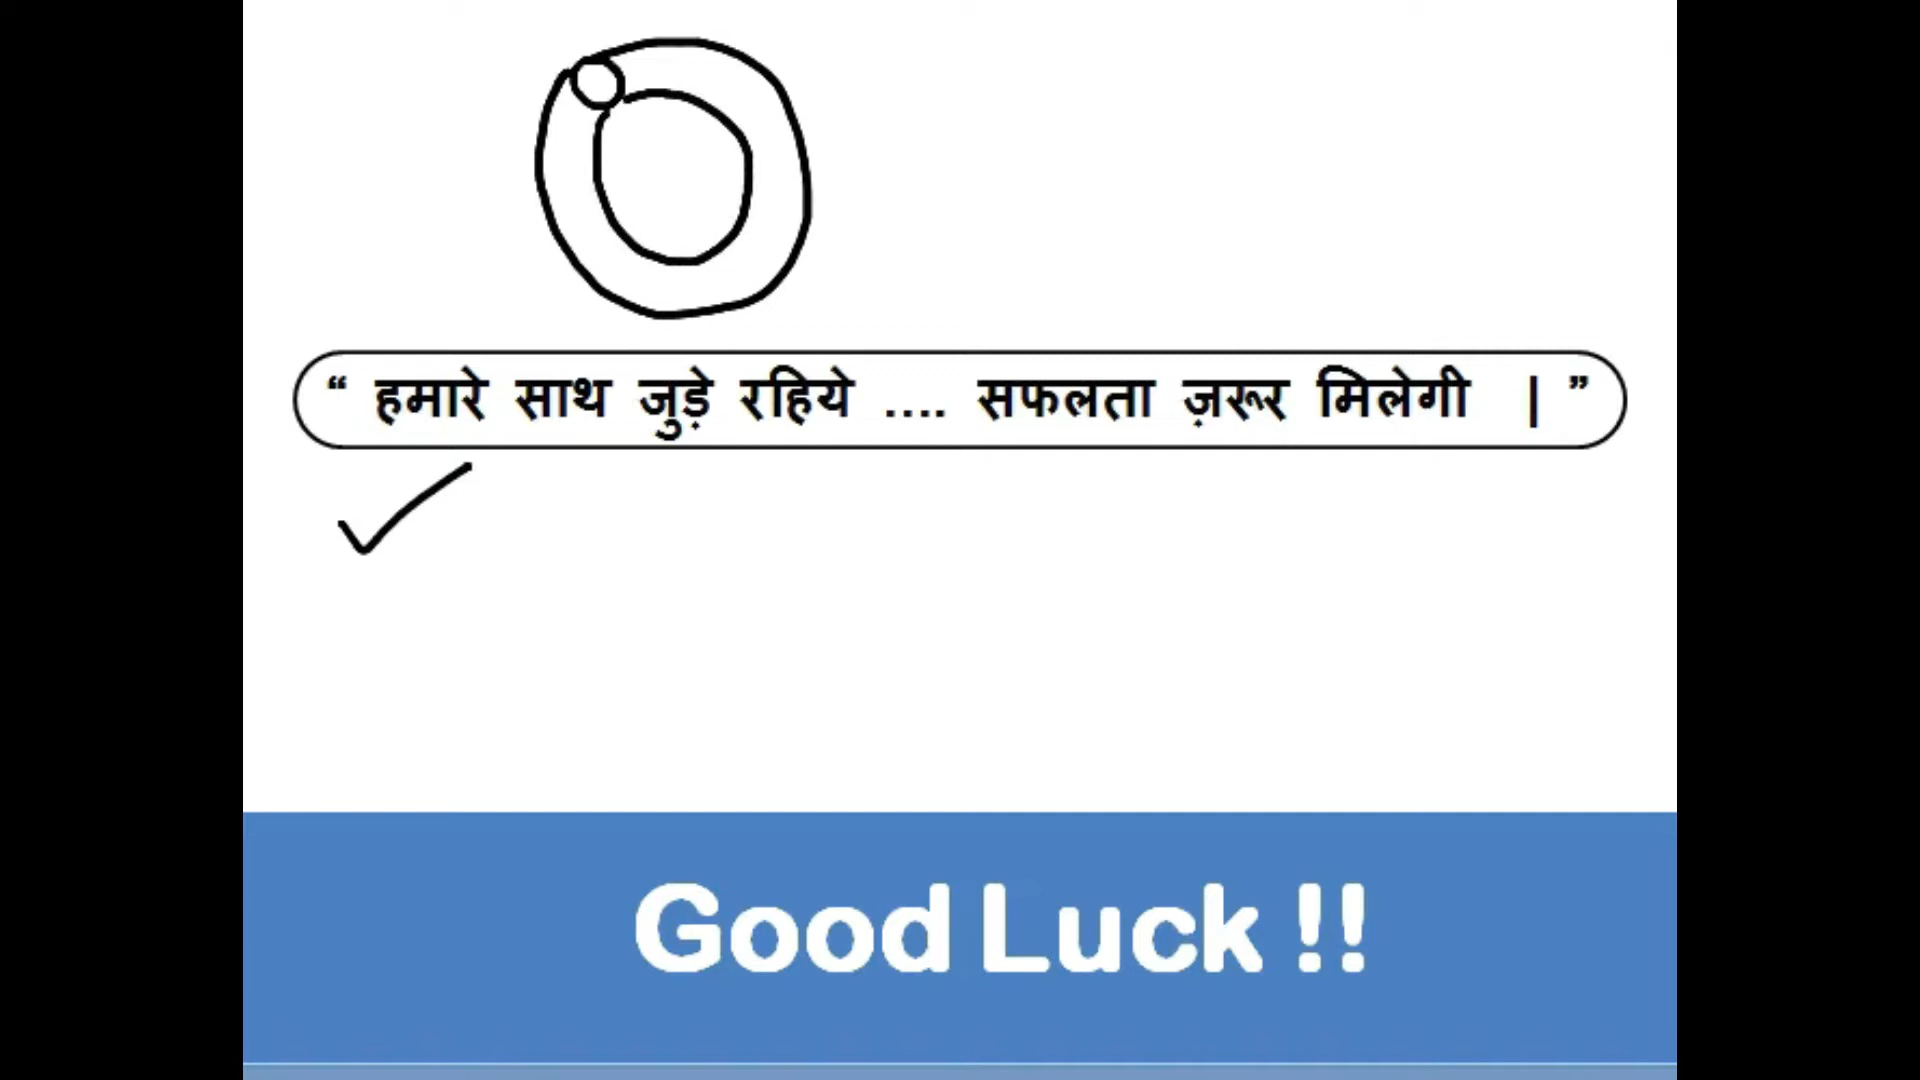 “ हमारे साथ जुड़े रहिये .... सफलता ज़रूर मिलेगी | ”
Good Luck !!